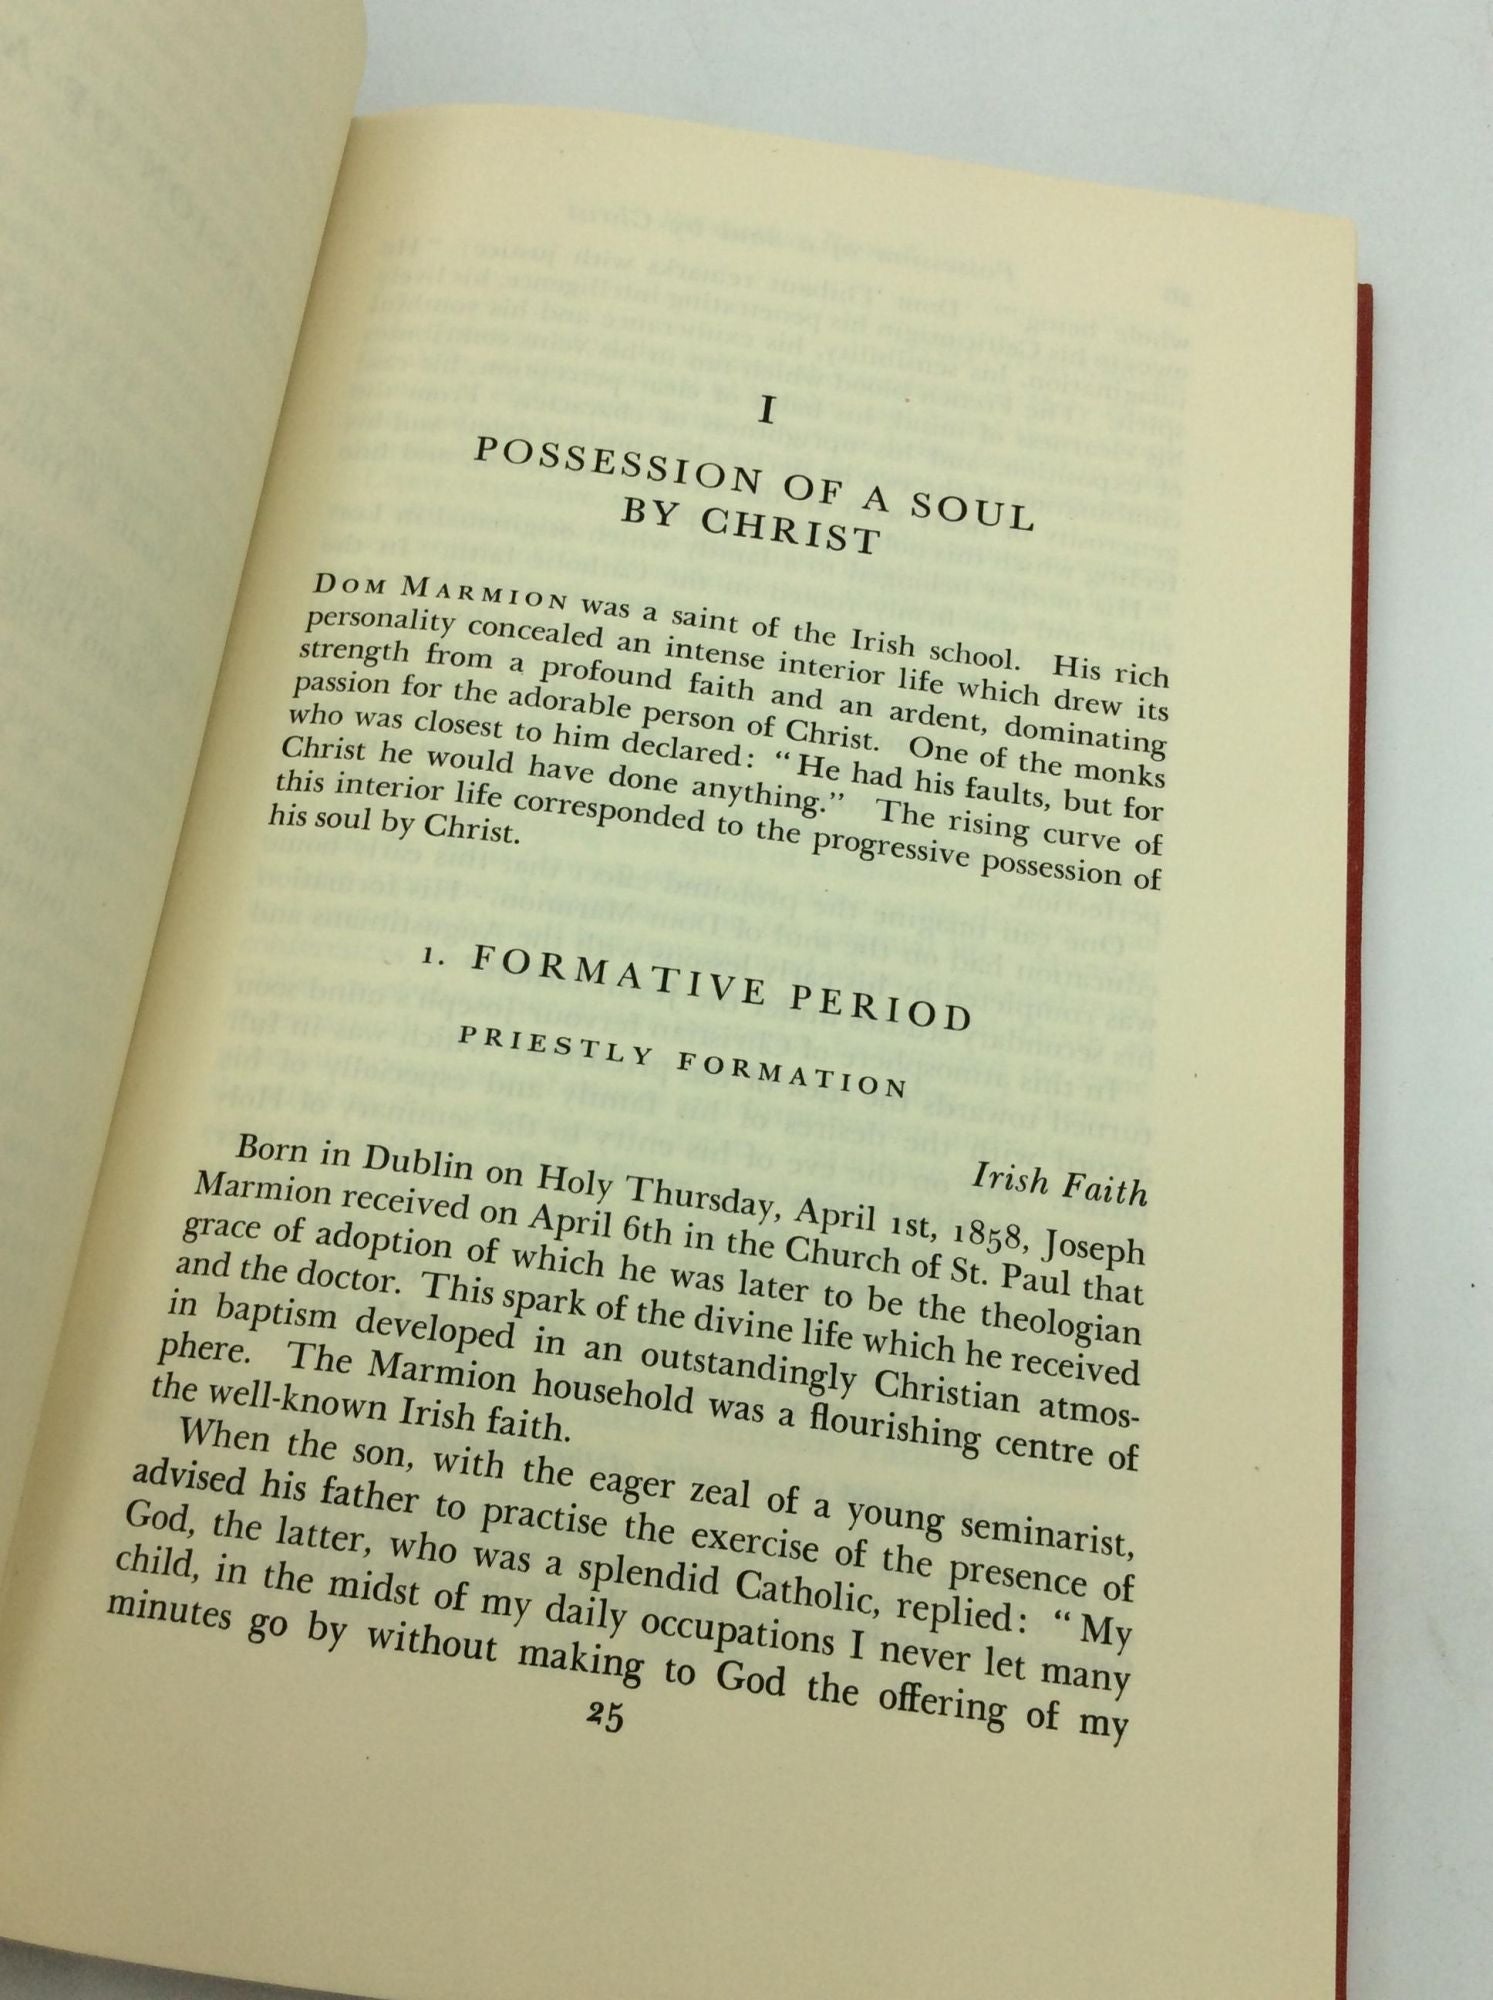 I
POSSESSION OF A SOUL
BY CHRIST
DOM MARMION was a saint of the Irish school. His rich
personality concealed an intense interior life which drew its
strength from a profound faith and an ardent, dominating
passion for the adorable person of Christ. One of the monks
who was closest to him declared: “He had his faults, but for
Christ he would have done anything.” The rising curve of
this interior life corresponded to the progressive possession of
his soul by Christ.
1. FORMATIVE PERIOD
PRIESTLY FORMATION
Irish Faith
Born in Dublin on Holy Thursday, April 1st, 1858, Joseph
Marmion received on April 6th in the Church of St. Paul that
grace of adoption of which he was later to be the theologian
and the doctor. This spark of the divine life which he received
in baptism developed in an outstandingly Christian atmos-
phere. The Marmion household was a flourishing centre of
the well-known Irish faith.
When the son, with the eager zeal of a young seminarist,
advised his father to practise the exercise of the presence of
God, the latter, who was a splendid Catholic, replied: “My
child, in the midst of my daily occupations I never let many
minutes go by without making to God the offering of my
25